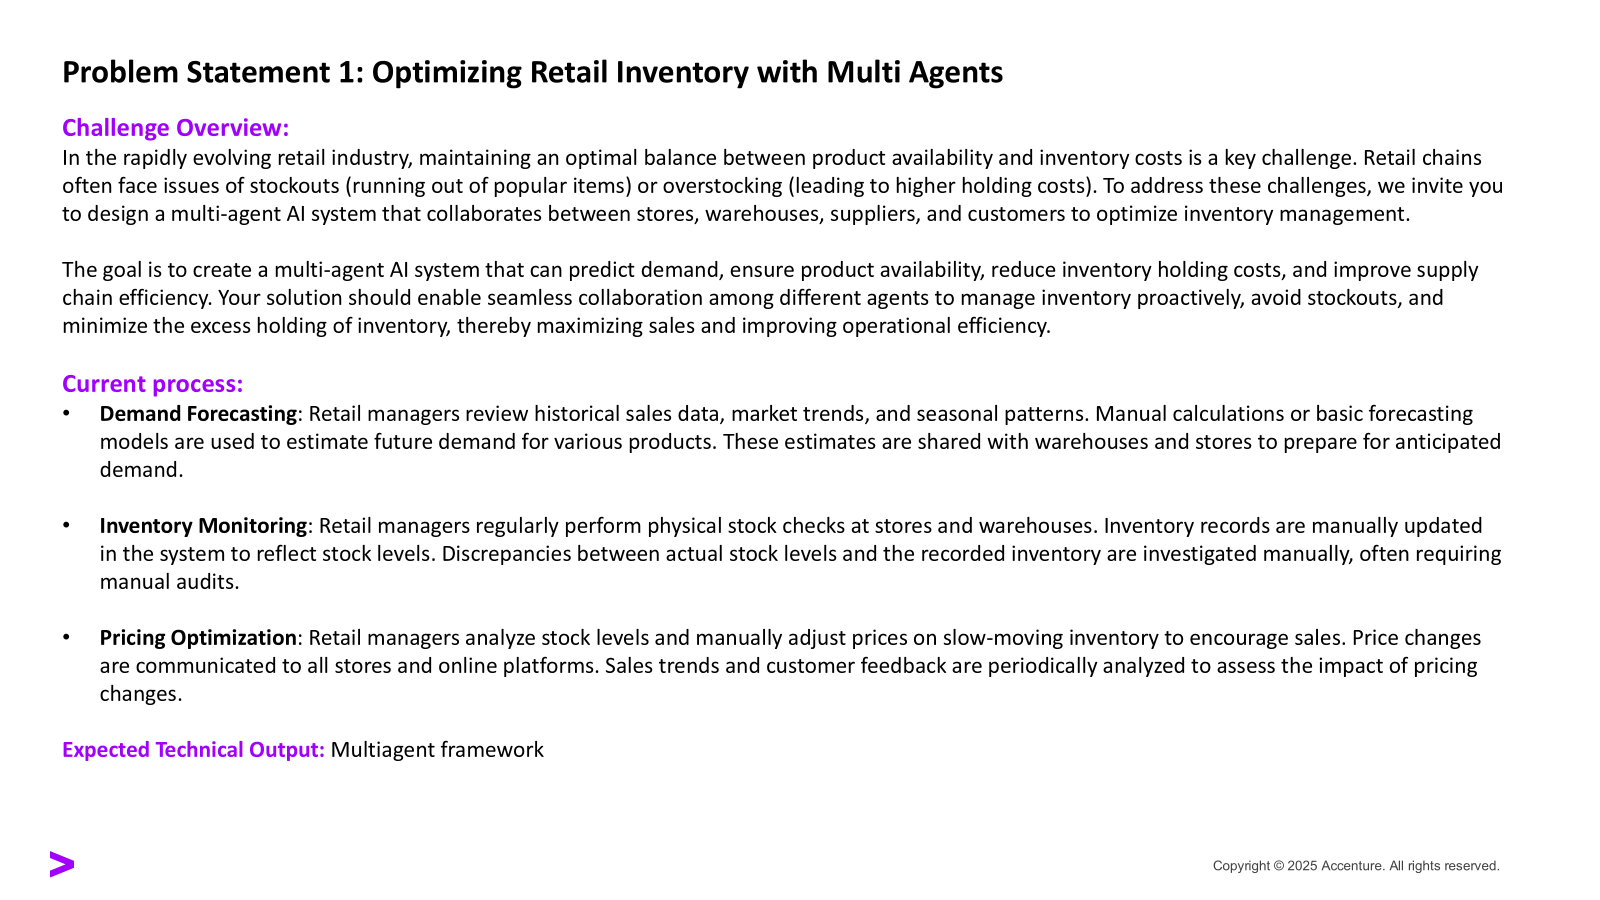 Problem Statement 1: Optimizing Retail Inventory with Multi Agents
Challenge Overview:
In the rapidly evolving retail industry, maintaining an optimal balance between product availability and inventory costs is a key challenge. Retail chains
often face issues of stockouts (running out of popular items) or overstocking (leading to higher holding costs). To address these challenges, we invite you
to design a multi-agent AI system that collaborates between stores, warehouses, suppliers, and customers to optimize inventory management.
The goal is to create a multi-agent AI system that can predict demand, ensure product availability, reduce inventory holding costs, and improve supply
chain efficiency. Your solution should enable seamless collaboration among different agents to manage inventory proactively, avoid stockouts, and
minimize the excess holding of inventory, thereby maximizing sales and improving operational efficiency.
Current process:
• Demand Forecasting: Retail managers review historical sales data, market trends, and seasonal patterns. Manual calculations or basic forecasting
models are used to estimate future demand for various products. These estimates are shared with warehouses and stores to prepare for anticipated
demand.
• Inventory Monitoring: Retail managers regularly perform physical stock checks at stores and warehouses. Inventory records are manually updated
in the system to reflect stock levels. Discrepancies between actual stock levels and the recorded inventory are investigated manually, often requiring
manual audits.
• Pricing Optimization: Retail managers analyze stock levels and manually adjust prices on slow-moving inventory to encourage sales. Price changes
are communicated to all stores and online platforms. Sales trends and customer feedback are periodically analyzed to assess the impact of pricing
changes.
Expected Technical Output: Multiagent framework
Copyright © 2025 Accenture. All rights reserved.